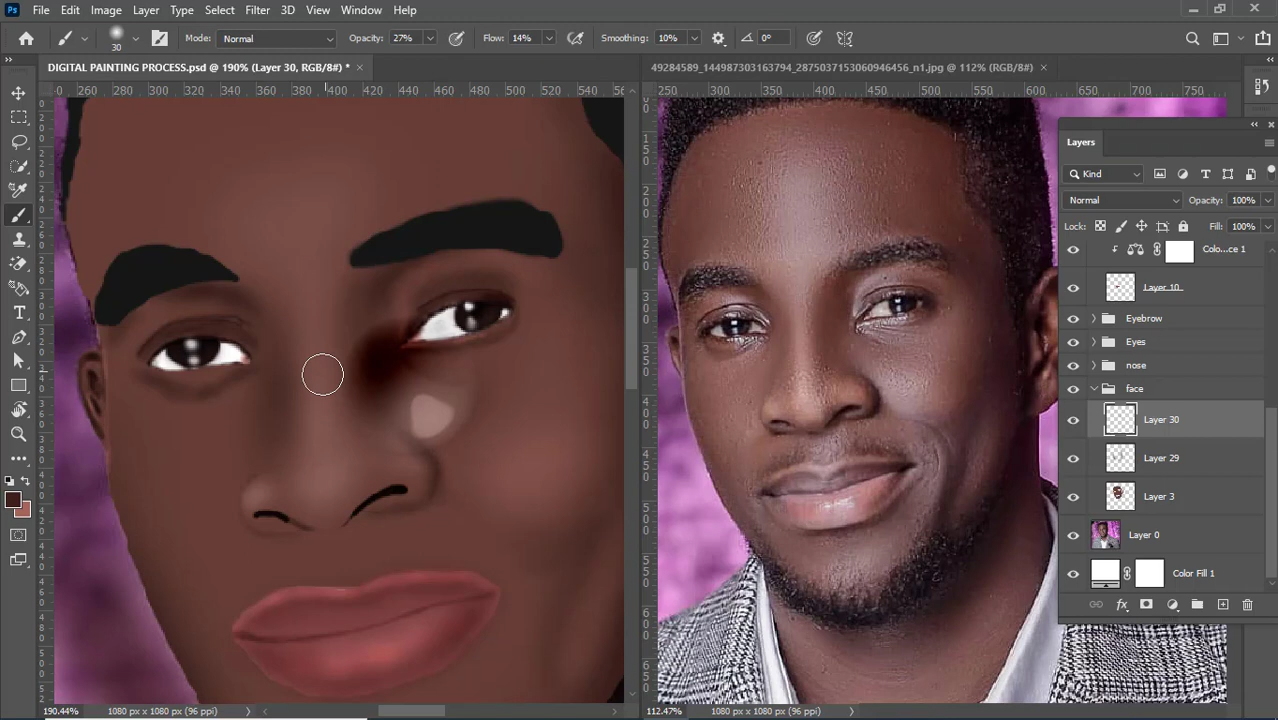 Ps File Edit Image Layer Type Select Filter 3D View Window Help
30 Mode: Normal Opacity: 27% Flow: 14% Smoothing: 10% 0°
DIGITAL PAINTING PROCESS.psd @ 190% (Layer 30, RGB/8#) * ×
49284589_144987303163794_2875037153060946456_n1.jpg @ 112% (RGB/8#) ×
260 280 300 320 340 360 380 400 420 440 460 480 500 520 540 560
250 300 350 400 450 500 550 600 650 700 750
Layers
Kind
Normal Opacity: 100%
Lock: Fill: 100%
Colo...ce 1
Layer 10
Eyebrow
Eyes
nose
face
Layer 30
Layer 29
Layer 3
Layer 0
Color Fill 1
190.44% 1080 px x 1080 px (96 ppi)
112.47% 1080 px x 1080 px (96 ppi)